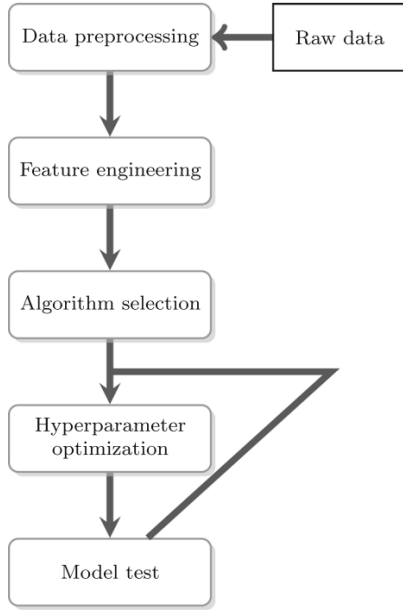 Data preprocessing
Raw data
Feature engineering
Algorithm selection
Hyperparameter
optimization
Model test